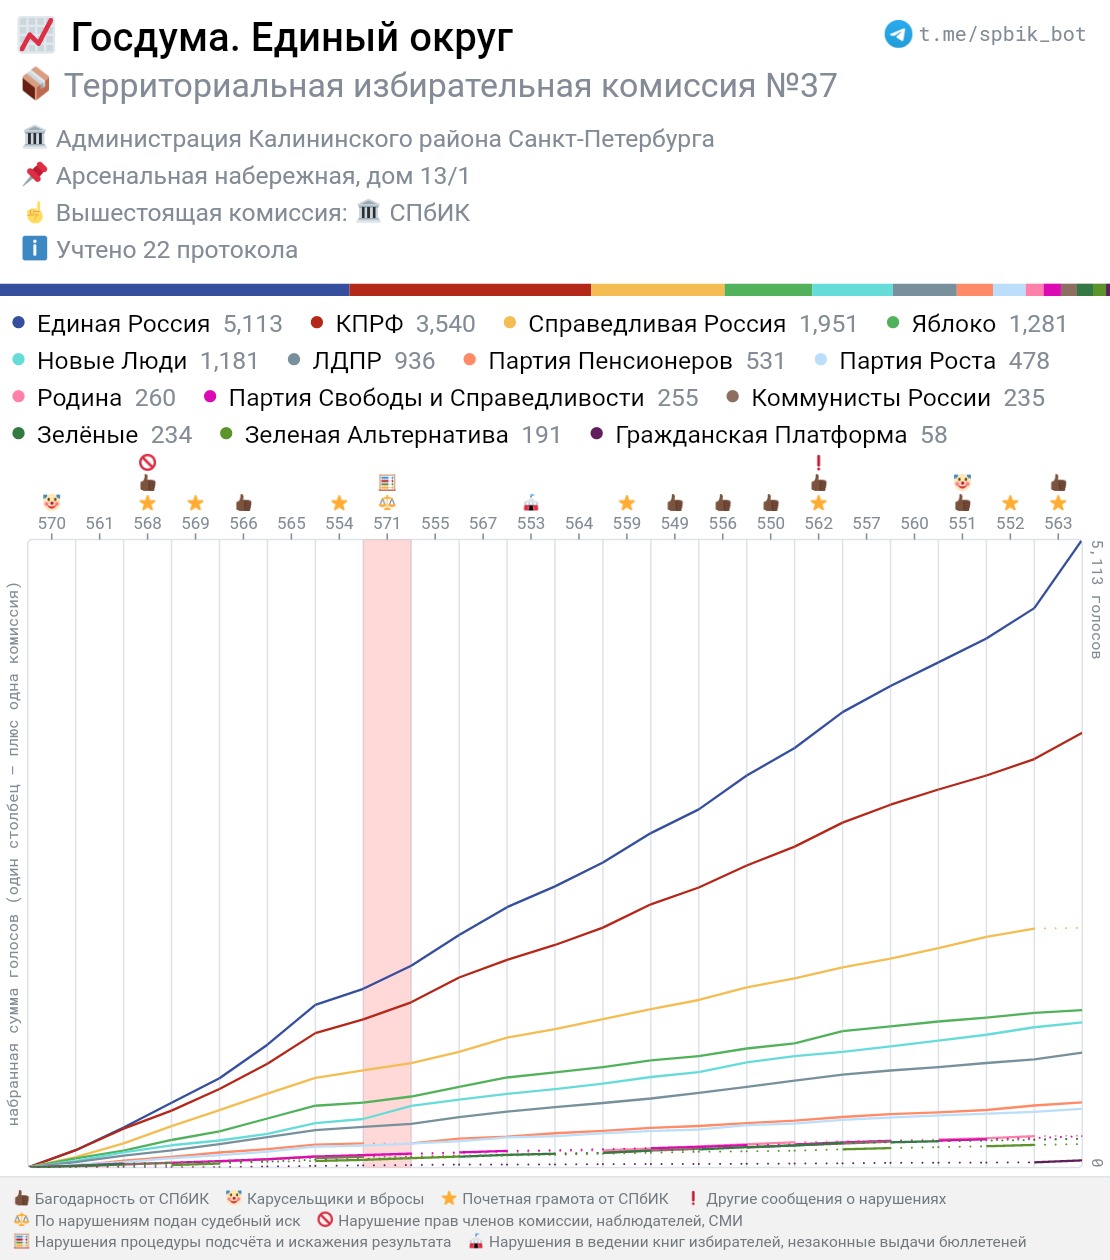 Госдума. Единый округ
t.me/spbik_bot
Территориальная избирательная комиссия №37
Администрация Калининского района Санкт-Петербурга
Арсенальная набережная, дом 13/1
Вышестоящая комиссия: СПбИК
Учтено 22 протокола
Единая Россия 5,113 КПРФ 3,540 Справедливая Россия 1,951 Яблоко 1,281
Новые Люди 1,181 ЛДПР 936 Партия Пенсионеров 531 Партия Роста 478
Родина 260 Партия Свободы и Справедливости 255 Коммунисты России 235
Зелёные 234 Зеленая Альтернатива 191 Гражданская Платформа 58
570 561 568 569 566 565 554 571 555 567 553 564 559 549 556 550 562 557 560 551 552 563
набранная сумма голосов (один столбец — плюс одна комиссия)
5,113 голосов
0
Багодарность от СПбИК Карусельщики и вбросы Почетная грамота от СПбИК Другие сообщения о нарушениях
По нарушениям подан судебный иск Нарушение прав членов комиссии, наблюдателей, СМИ
Нарушения процедуры подсчёта и искажения результата Нарушения в ведении книг избирателей, незаконные выдачи бюллетеней